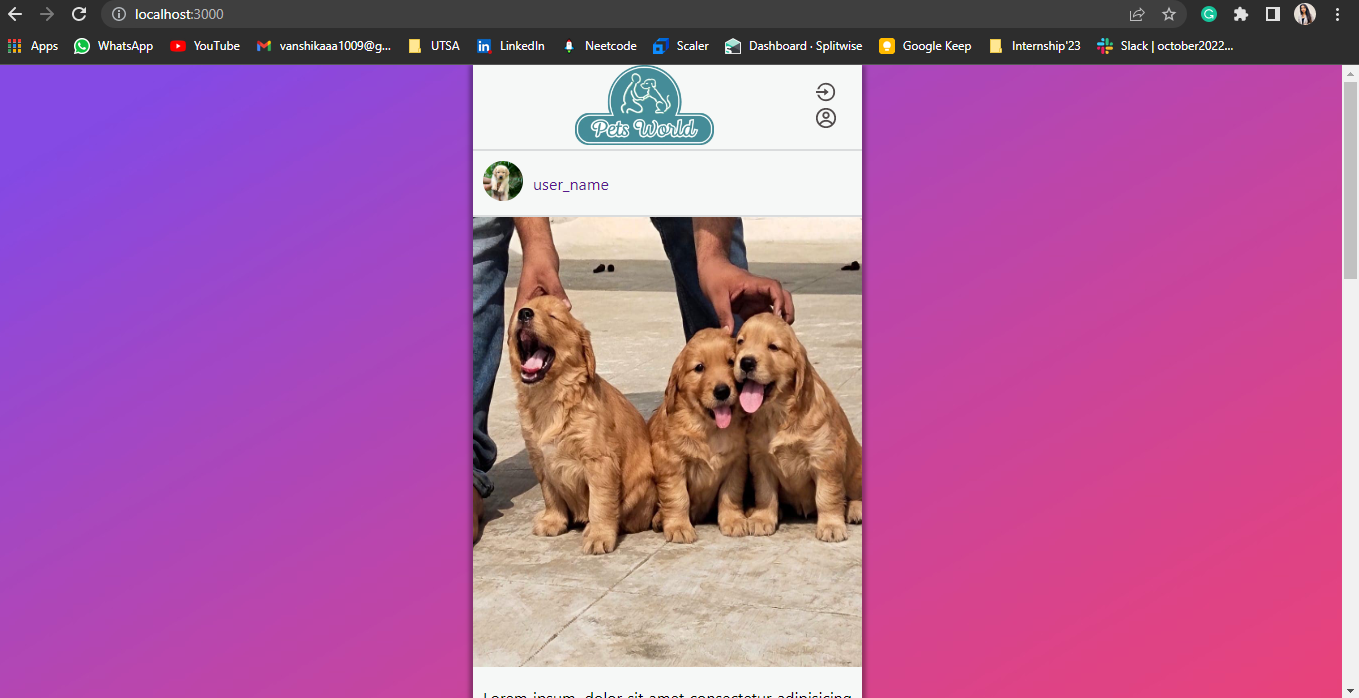 localhost:3000
Apps WhatsApp YouTube vanshikaaa1009@g... UTSA LinkedIn Neetcode Scaler Dashboard · Splitwise Google Keep Internship'23 Slack | october2022...
Pets World
user_name
Lorem ipsum, dolor sit amet consectetur adipisicing